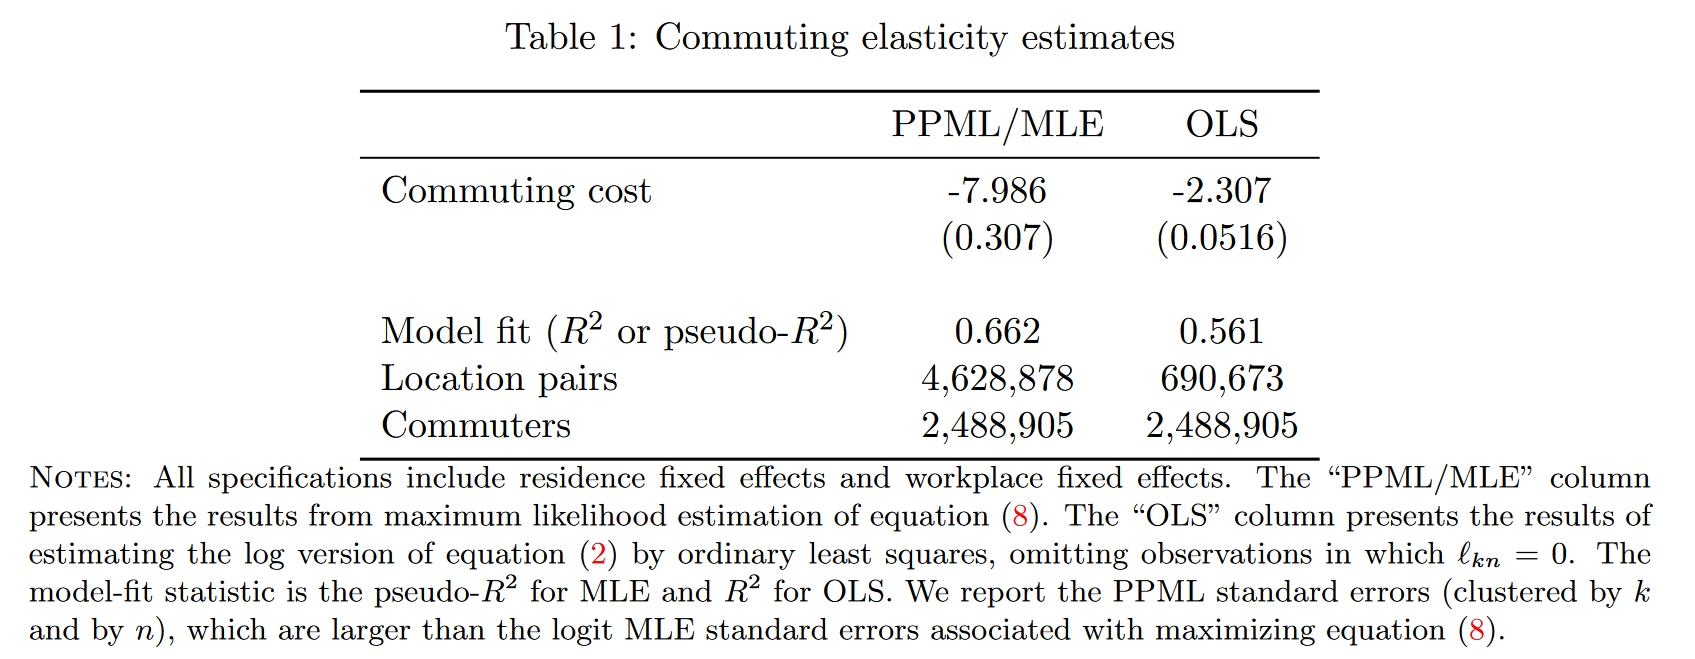 Table 1: Commuting elasticity estimates
PPML/MLE OLS
Commuting cost -7.986 -2.307
(0.307) (0.0516)
Model fit (R² or pseudo-R²) 0.662 0.561
Location pairs 4,628,878 690,673
Commuters 2,488,905 2,488,905
NOTES: All specifications include residence fixed effects and workplace fixed effects. The “PPML/MLE” column
presents the results from maximum likelihood estimation of equation (8). The “OLS” column presents the results of
estimating the log version of equation (2) by ordinary least squares, omitting observations in which ℓkn = 0. The
model-fit statistic is the pseudo-R² for MLE and R² for OLS. We report the PPML standard errors (clustered by k
and by n), which are larger than the logit MLE standard errors associated with maximizing equation (8).